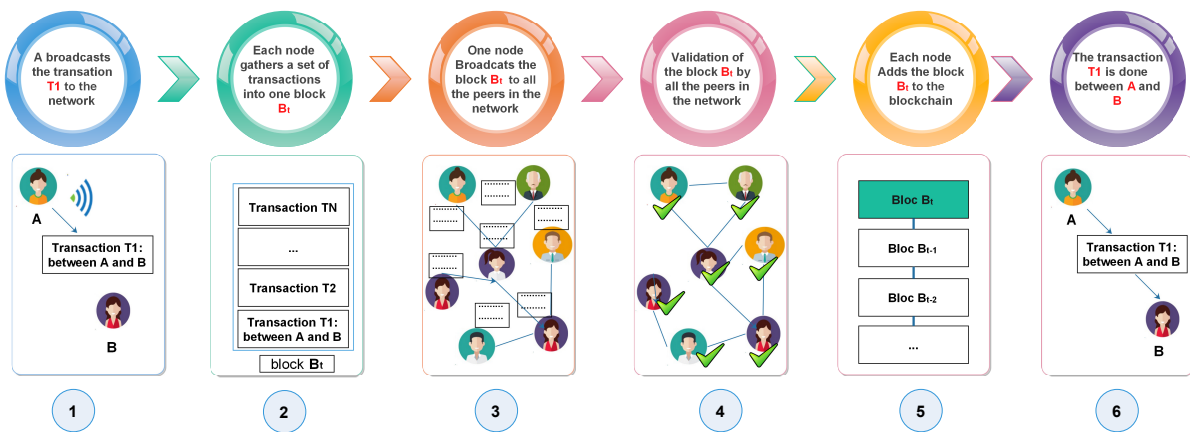 A broadcasts
the transation
T1 to the
network
Each node
gathers a set of
transactions
into one block
Bt
One node
Broadcats the
block Bt to all
the peers in the
network
Validation of
the block Bt by
all the peers in
the network
Each node
Adds the block
Bt to the
blockchain
The transaction
T1 is done
between A and
B
A
Transaction T1:
between A and B
B
Transaction TN
...
Transaction T2
Transaction T1:
between A and B
block Bt
Bloc Bt
Bloc Bt-1
Bloc Bt-2
...
A
Transaction T1:
between A and B
B
1
2
3
4
5
6